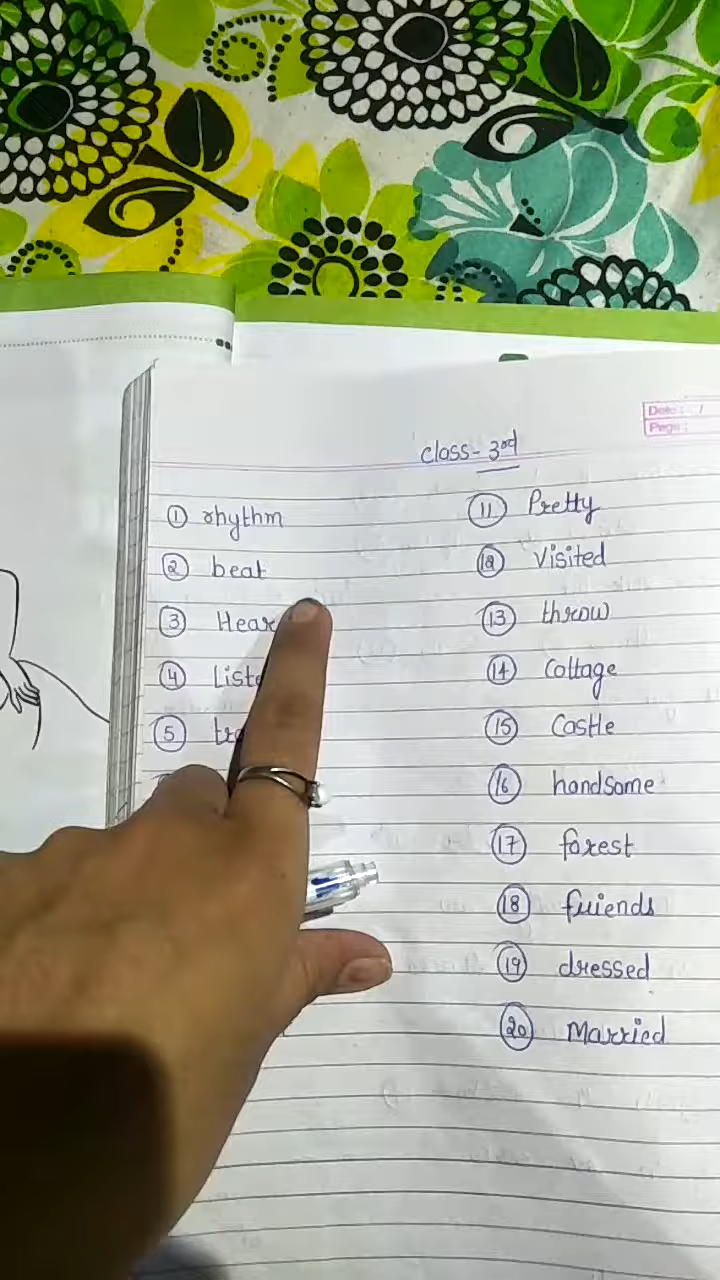 Date: /
Page:
Class- 3rd
1 rhythm
2 beat
3 Hear
4
5
11 Pretty
12 Visited
13 throw
14 Cottage
15 Castle
16 handsome
17 forest
18 friends
19 dressed
20 Married